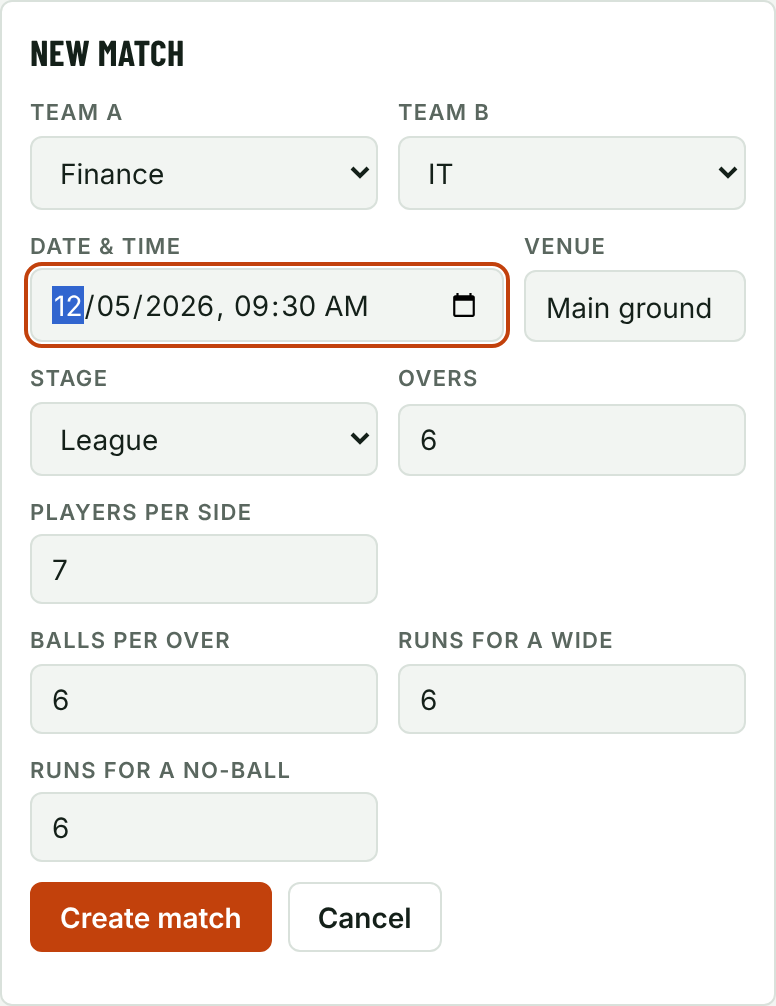 NEW MATCH
TEAM A TEAM B
Finance IT
DATE & TIME VENUE
12/05/2026, 09:30 AM Main ground
STAGE OVERS
League 6
PLAYERS PER SIDE
7
BALLS PER OVER RUNS FOR A WIDE
6 6
RUNS FOR A NO-BALL
6
Create match Cancel